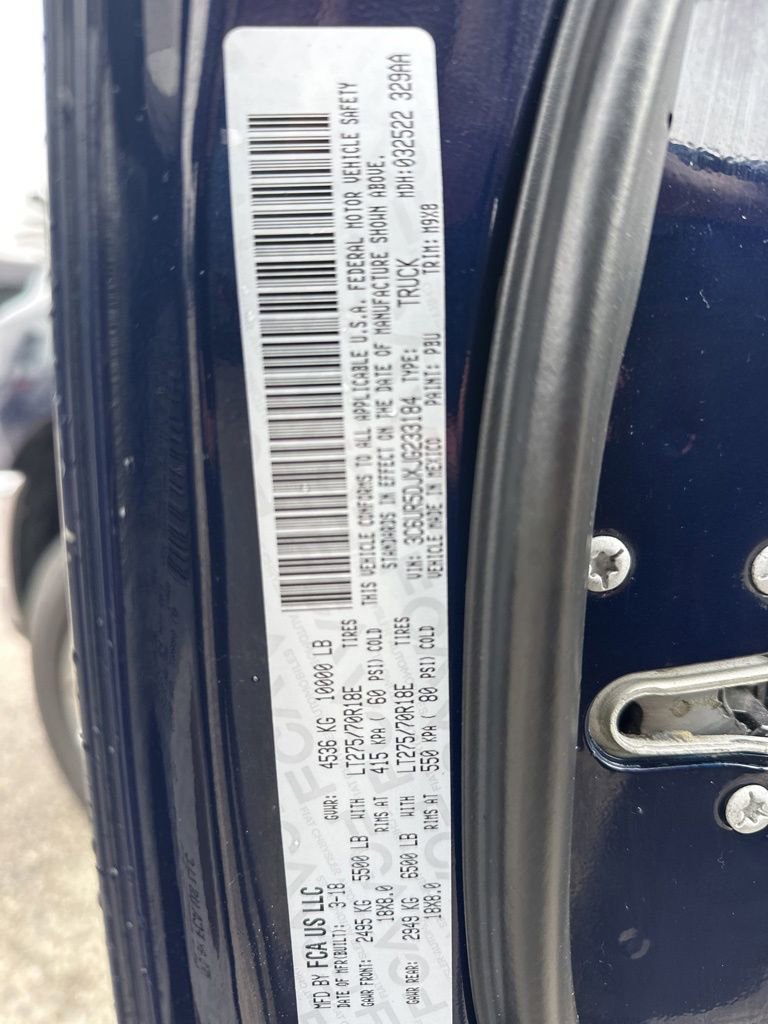 MFD BY FCA US LLC
DATE OF MFR(BUILT): 3-18 GVWR: 4536 KG 10000 LB
GAWR FRONT: 2495 KG 5500 LB WITH LT275/70R18E TIRES
18X8.0 RIMS AT 415 KPA ( 60 PSI) COLD
GAWR REAR: 2949 KG 6500 LB WITH LT275/70R18E TIRES
18X8.0 RIMS AT 550 KPA ( 80 PSI) COLD
THIS VEHICLE CONFORMS TO ALL APPLICABLE U.S.A. FEDERAL MOTOR VEHICLE SAFETY
STANDARDS IN EFFECT ON THE DATE OF MANUFACTURE SHOWN ABOVE.
VIN: 3C6UR5DJXJG233184 TYPE: TRUCK MDH:032522 329AA
VEHICLE MADE IN MEXICO PAINT: PBU TRIM: M9X8